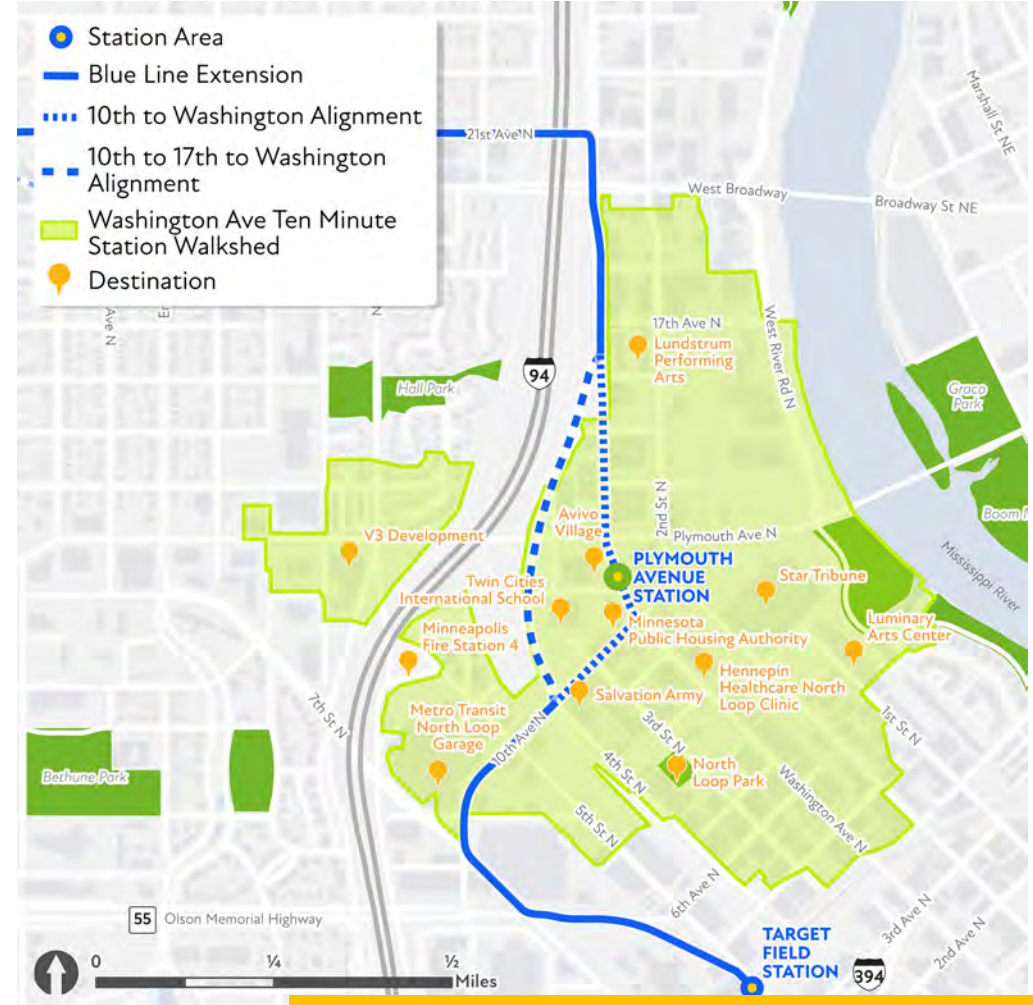 Station Area
Blue Line Extension
10th to Washington Alignment
10th to 17th to Washington
Alignment
Washington Ave Ten Minute
Station Walkshed
Destination
21st Ave N
Marshall St NE
West Broadway
Broadway St NE
Ave N
N
17th Ave N
Lundstrum
Performing
Arts
West River Rd N
94
Hall Park
Graco
Park
2nd St N
Plymouth Ave N
Boom
Mississippi River
V3 Development
Avivo
Village
PLYMOUTH
AVENUE
STATION
Star Tribune
Twin Cities
International School
Minnesota
Public Housing Authority
Luminary
Arts Center
Minneapolis
Fire Station 4
Hennepin
Healthcare North
Loop Clinic
Salvation Army
7th St N
Metro Transit
North Loop
Garage
10th Ave N
3rd St N
1st St N
4th St N
North
Loop Park
Washington Ave N
Bethune Park
5th St N
6th Ave N
3rd Ave N
2nd Ave N
55 Olson Memorial Highway
TARGET
FIELD
STATION
394
0 ¼ ½
Miles